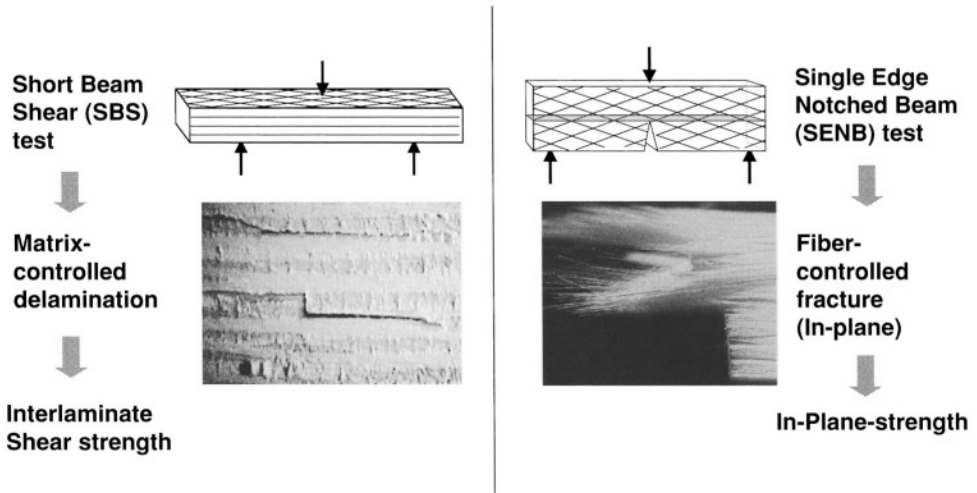 Short Beam
Shear (SBS)
test
Matrix-
controlled
delamination
Interlaminate
Shear strength
Single Edge
Notched Beam
(SENB) test
Fiber-
controlled
fracture
(In-plane)
In-Plane-strength